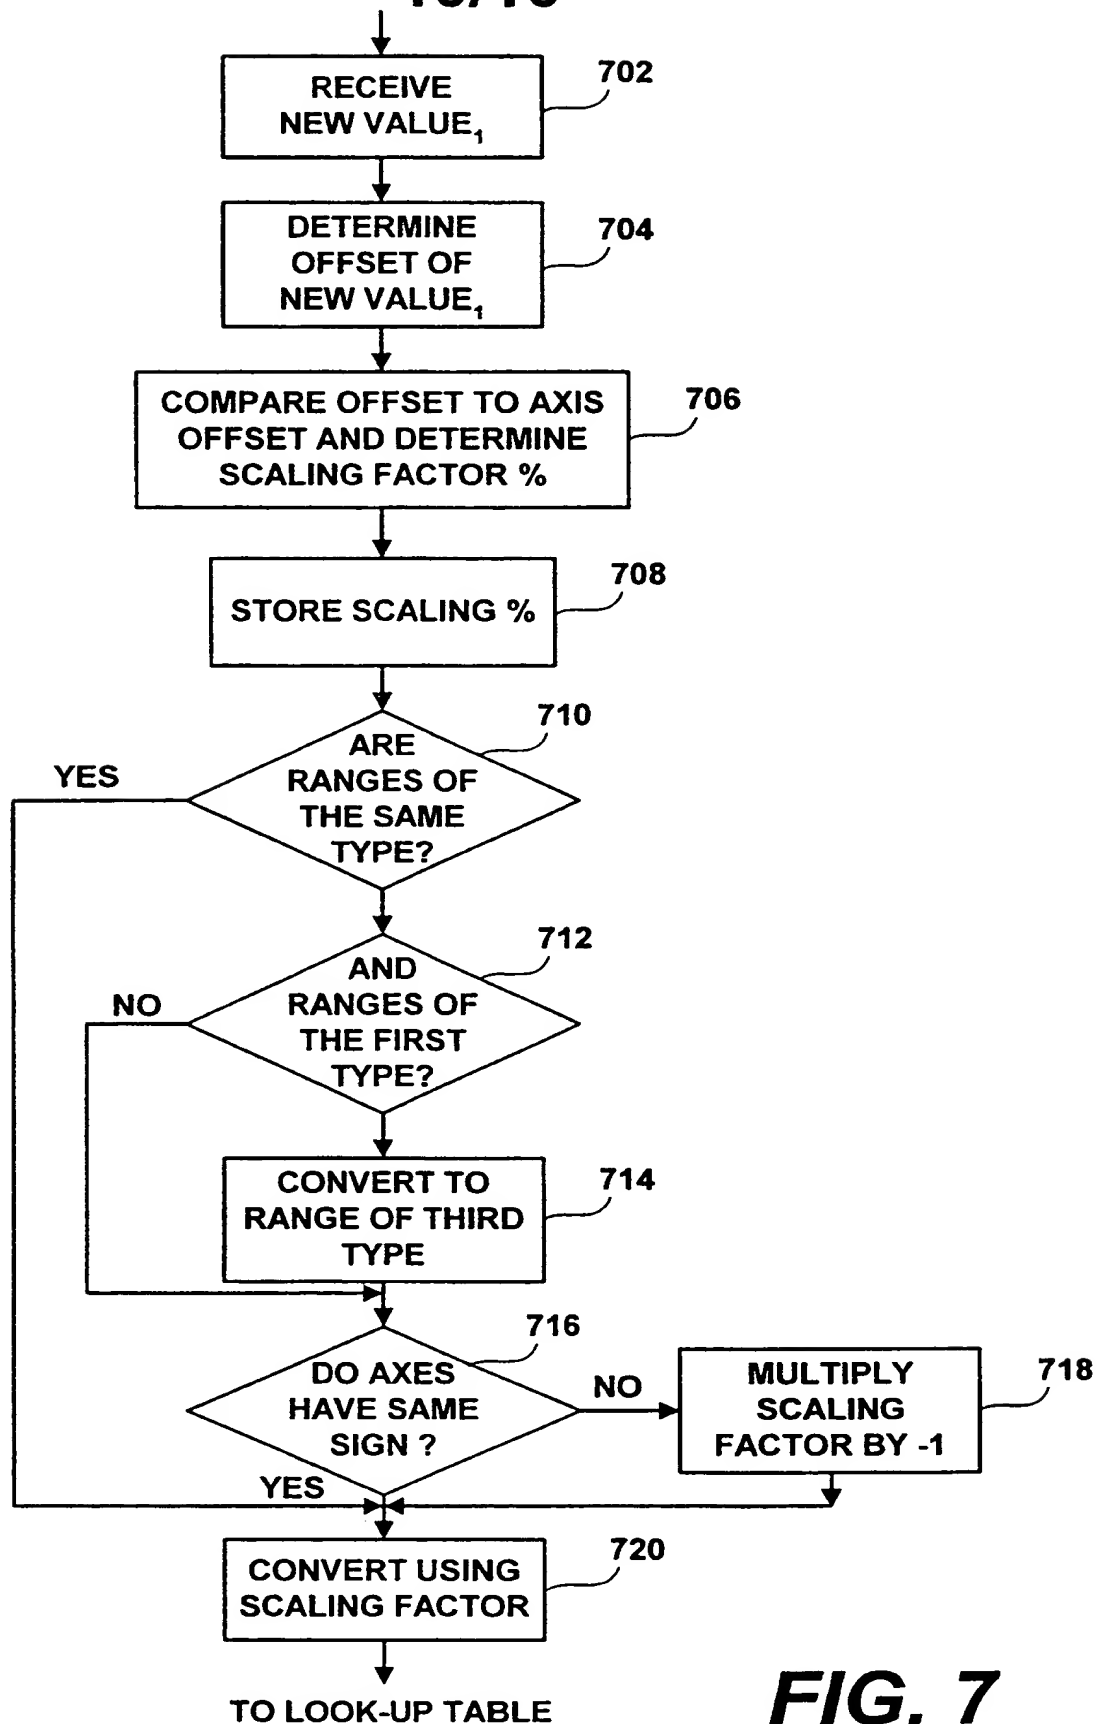 RECEIVE
NEW VALUE₁
702
DETERMINE
OFFSET OF
NEW VALUE₁
704
COMPARE OFFSET TO AXIS
OFFSET AND DETERMINE
SCALING FACTOR %
706
STORE SCALING %
708
ARE
RANGES OF
THE SAME
TYPE?
710
YES
AND
RANGES OF
THE FIRST
TYPE?
712
NO
CONVERT TO
RANGE OF THIRD
TYPE
714
DO AXES
HAVE SAME
SIGN ?
716
NO
MULTIPLY
SCALING
FACTOR BY -1
718
YES
CONVERT USING
SCALING FACTOR
720
TO LOOK-UP TABLE
FIG. 7